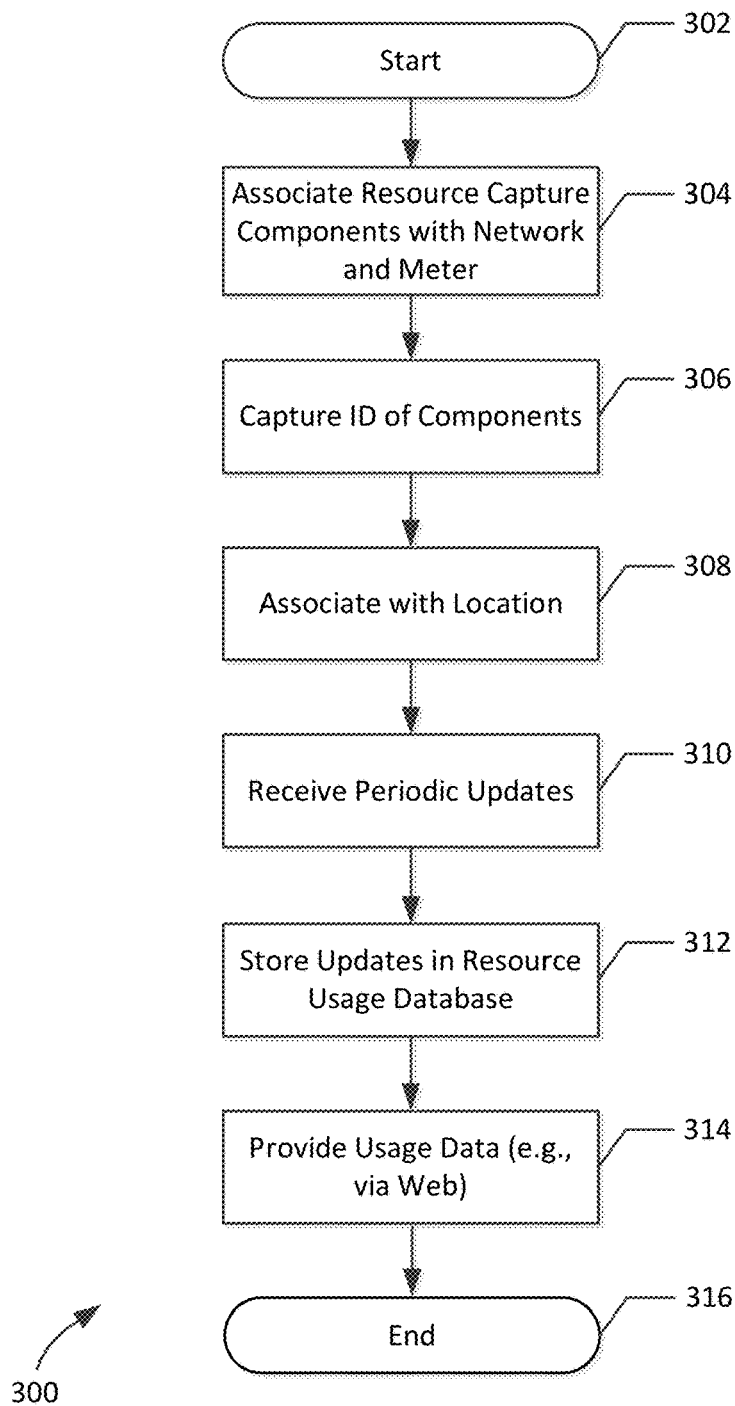 302
Start
304
Associate Resource Capture
Components with Network
and Meter
306
Capture ID of Components
308
Associate with Location
310
Receive Periodic Updates
312
Store Updates in Resource
Usage Database
314
Provide Usage Data (e.g.,
via Web)
316
End
300